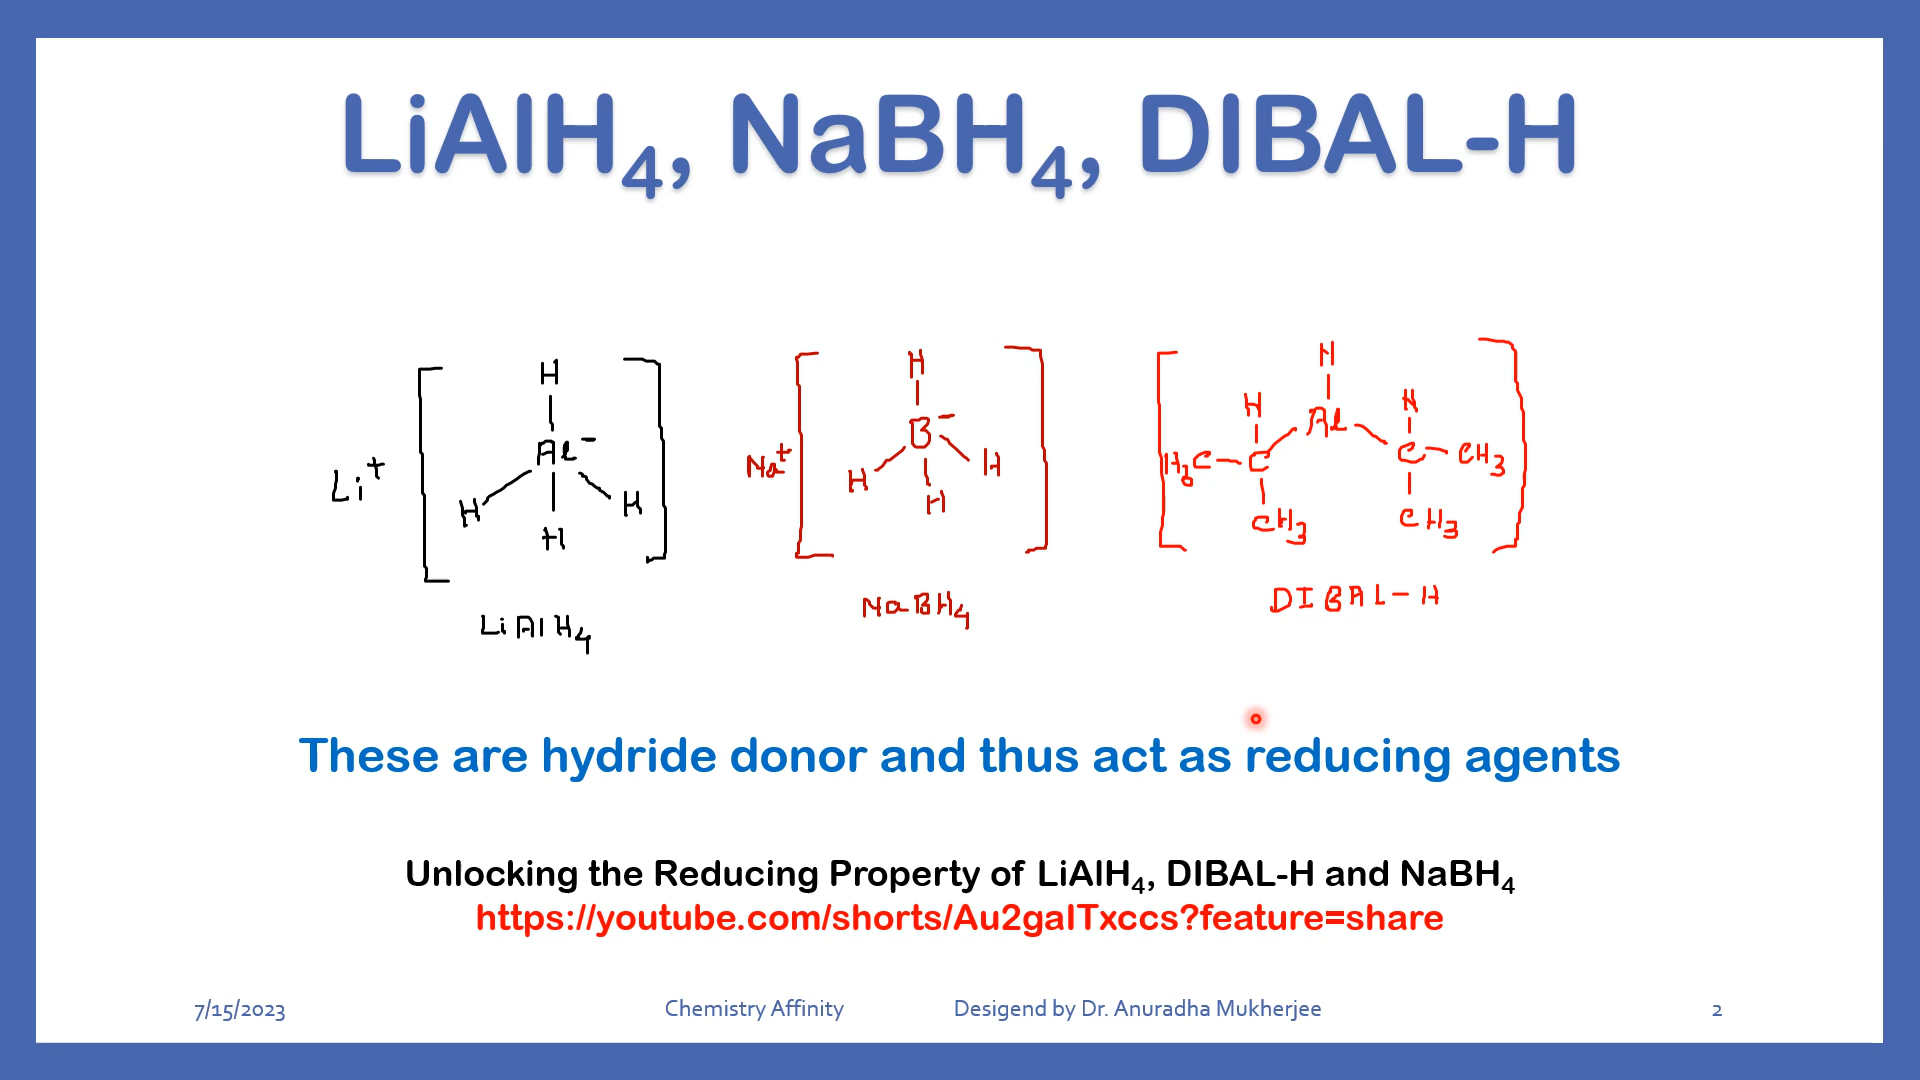 LiAlH₄, NaBH₄, DIBAL-H
Li⁺
H
Al⁻
H
H
H
LiAlH₄
Na⁺
H
B⁻
H
H
H
NaBH₄
H
H
Al
H
H₃C
C
C
CH₃
CH₃
CH₃
DIBAL-H
These are hydride donor and thus act as reducing agents
Unlocking the Reducing Property of LiAlH₄, DIBAL-H and NaBH₄
https://youtube.com/shorts/Au2gaITxccs?feature=share
7/15/2023 Chemistry Affinity Desigend by Dr. Anuradha Mukherjee 2